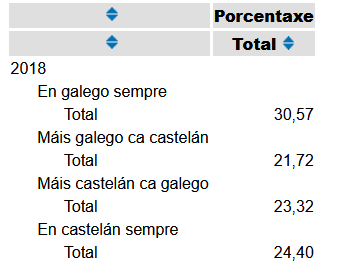 Porcentaxe
Total
2018
En galego sempre
Total 30,57
Máis galego ca castelán
Total 21,72
Máis castelán ca galego
Total 23,32
En castelán sempre
Total 24,40